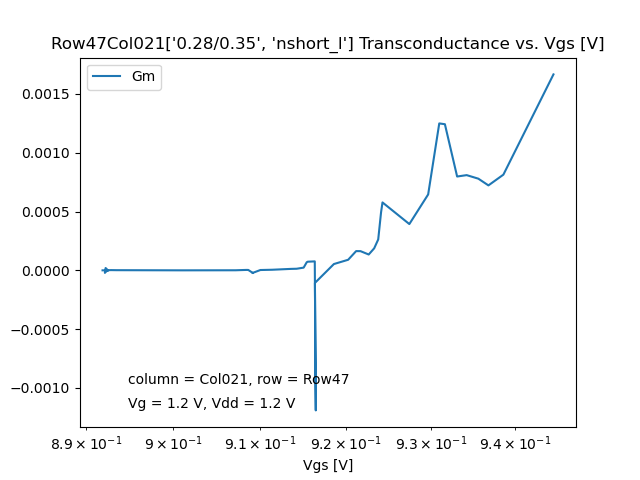 Row47Col021['0.28/0.35', 'nshort_l'] Transconductance vs. Vgs [V]
Gm
0.0015
0.0010
0.0005
0.0000
−0.0005
−0.0010
column = Col021, row = Row47
Vg = 1.2 V, Vdd = 1.2 V
8.9 × 10⁻¹ 9 × 10⁻¹ 9.1 × 10⁻¹ 9.2 × 10⁻¹ 9.3 × 10⁻¹ 9.4 × 10⁻¹
Vgs [V]